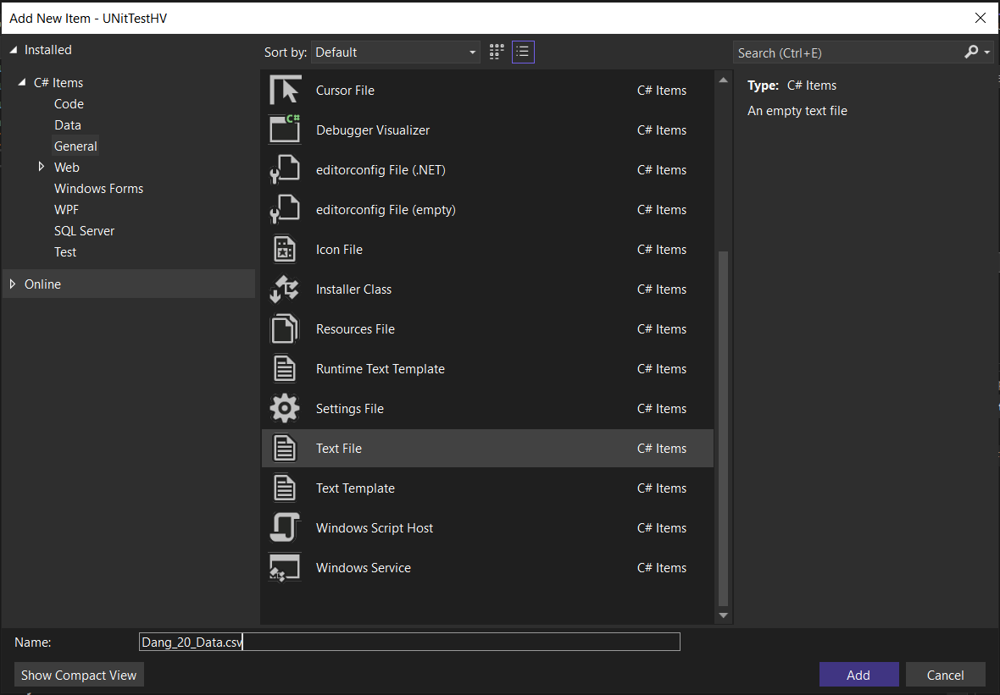 Add New Item - UNitTestHV
Installed
C# Items
Code
Data
General
Web
Windows Forms
WPF
SQL Server
Test
Online
Sort by: Default
Cursor File C# Items
C# Debugger Visualizer C# Items
editorconfig File (.NET) C# Items
editorconfig File (empty) C# Items
Icon File C# Items
Installer Class C# Items
Resources File C# Items
Runtime Text Template C# Items
Settings File C# Items
Text File C# Items
Text Template C# Items
Windows Script Host C# Items
Windows Service C# Items
Search (Ctrl+E)
Type: C# Items
An empty text file
Name: Dang_20_Data.csv
Show Compact View
Add Cancel